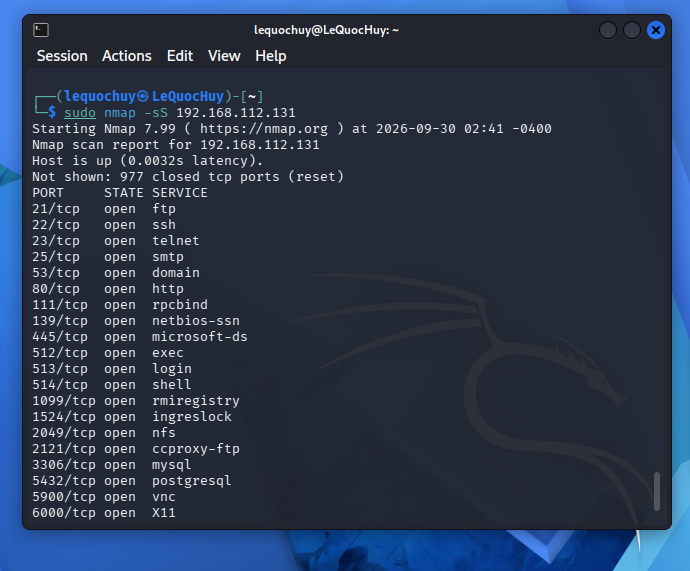 lequochuy@LeQuocHuy: ~
Session Actions Edit View Help
┌──(lequochuy㉿LeQuocHuy)-[~]
└─$ sudo nmap -sS 192.168.112.131
Starting Nmap 7.99 ( https://nmap.org ) at 2026-09-30 02:41 -0400
Nmap scan report for 192.168.112.131
Host is up (0.0032s latency).
Not shown: 977 closed tcp ports (reset)
PORT     STATE SERVICE
21/tcp   open  ftp
22/tcp   open  ssh
23/tcp   open  telnet
25/tcp   open  smtp
53/tcp   open  domain
80/tcp   open  http
111/tcp  open  rpcbind
139/tcp  open  netbios-ssn
445/tcp  open  microsoft-ds
512/tcp  open  exec
513/tcp  open  login
514/tcp  open  shell
1099/tcp open  rmiregistry
1524/tcp open  ingreslock
2049/tcp open  nfs
2121/tcp open  ccproxy-ftp
3306/tcp open  mysql
5432/tcp open  postgresql
5900/tcp open  vnc
6000/tcp open  X11